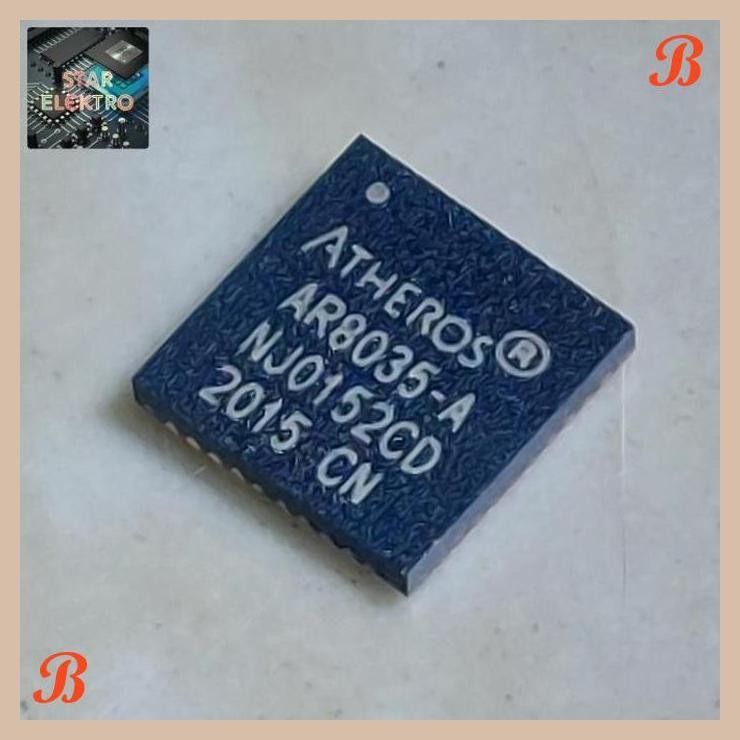 STAR
ELEKTRO
B
ATHEROS®
AR8035-A
NJ0152CD
2015 CN
B